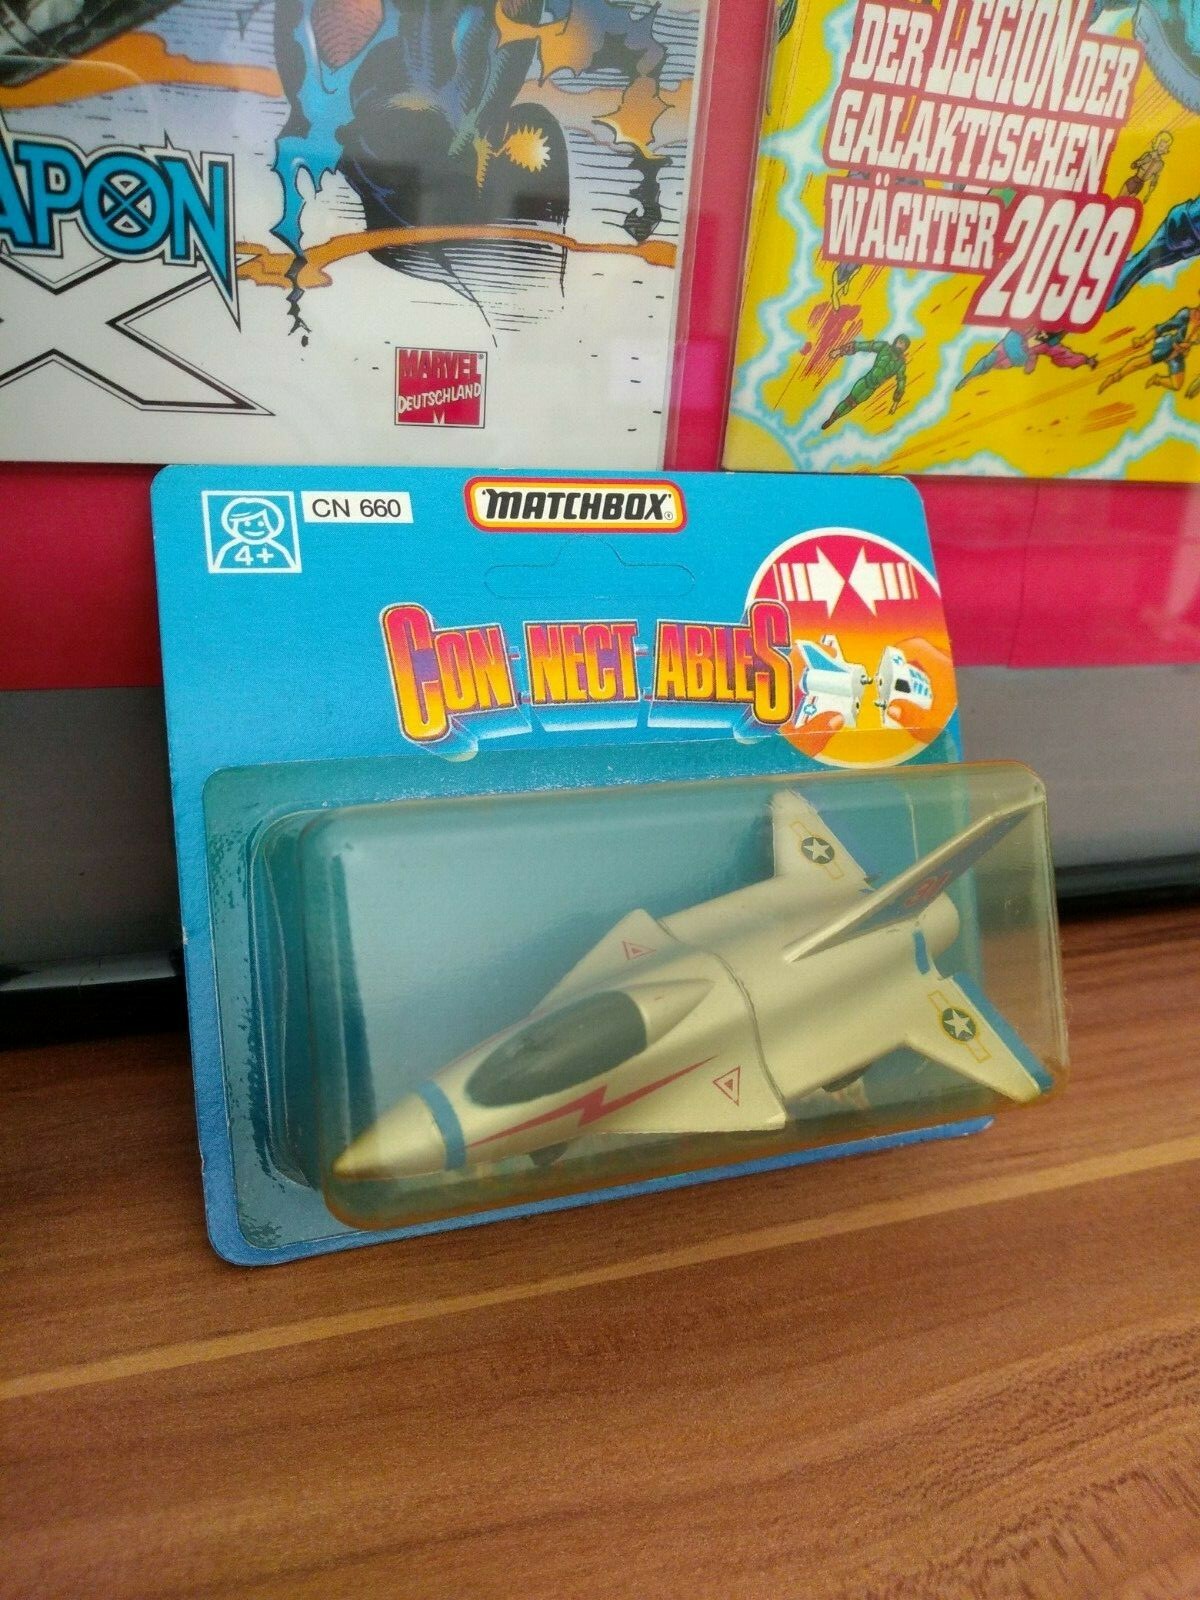 APON
X
MARVEL
DEUTSCHLAND
M
DER LEGION DER
GALAKTISCHEN
WÄCHTER 2099
4+
CN 660
"MATCHBOX"®
CON-NECT-ABLES